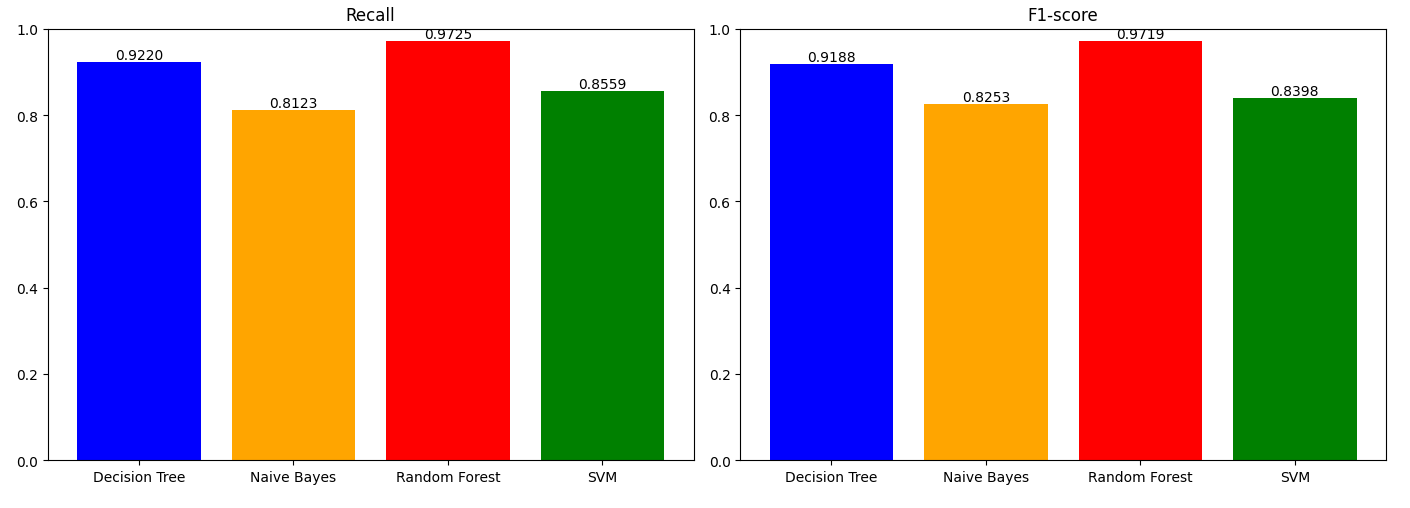 Recall
1.0
0.8
0.6
0.4
0.2
0.0
0.9220
0.8123
0.9725
0.8559
Decision Tree
Naive Bayes
Random Forest
SVM
F1-score
1.0
0.8
0.6
0.4
0.2
0.0
0.9188
0.8253
0.9719
0.8398
Decision Tree
Naive Bayes
Random Forest
SVM